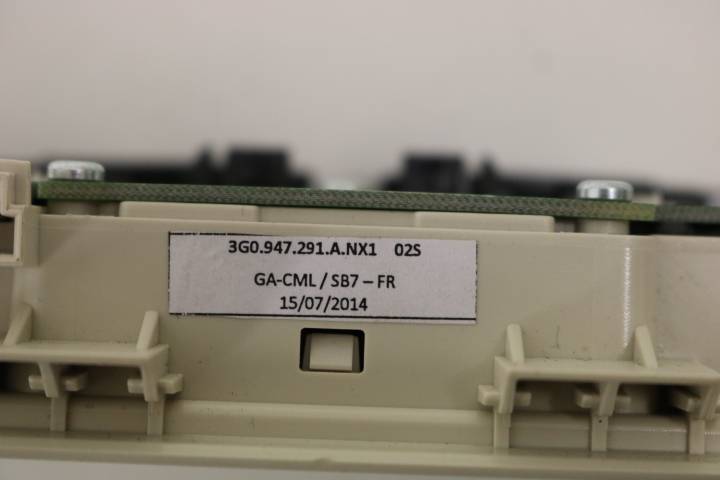 3G0.947.291.A.NX1 02S
GA-CML / SB7 – FR
15/07/2014